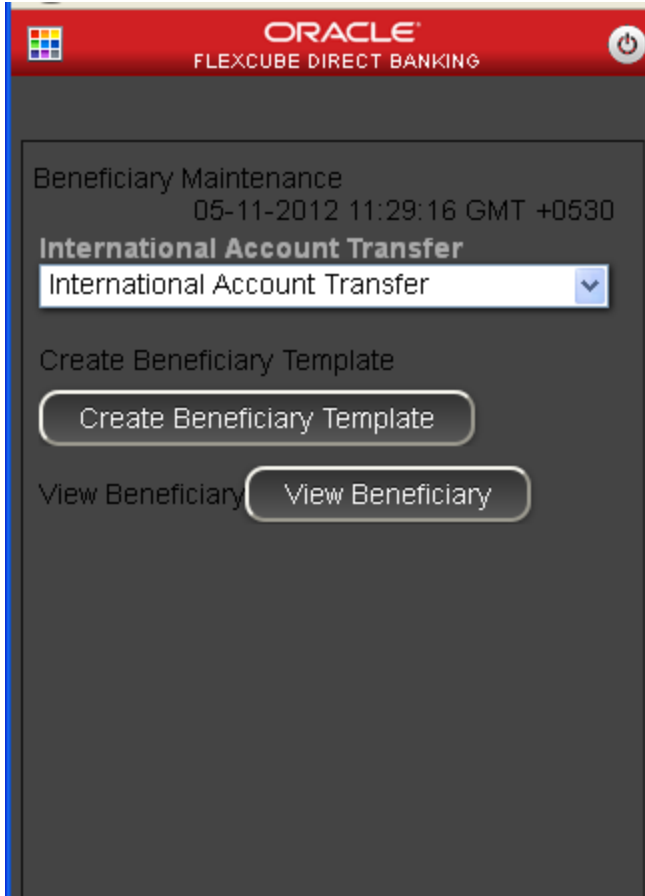 ORACLE
FLEXCUBE DIRECT BANKING
Beneficiary Maintenance
05-11-2012 11:29:16 GMT +0530
International Account Transfer
International Account Transfer
Create Beneficiary Template
Create Beneficiary Template
View Beneficiary View Beneficiary